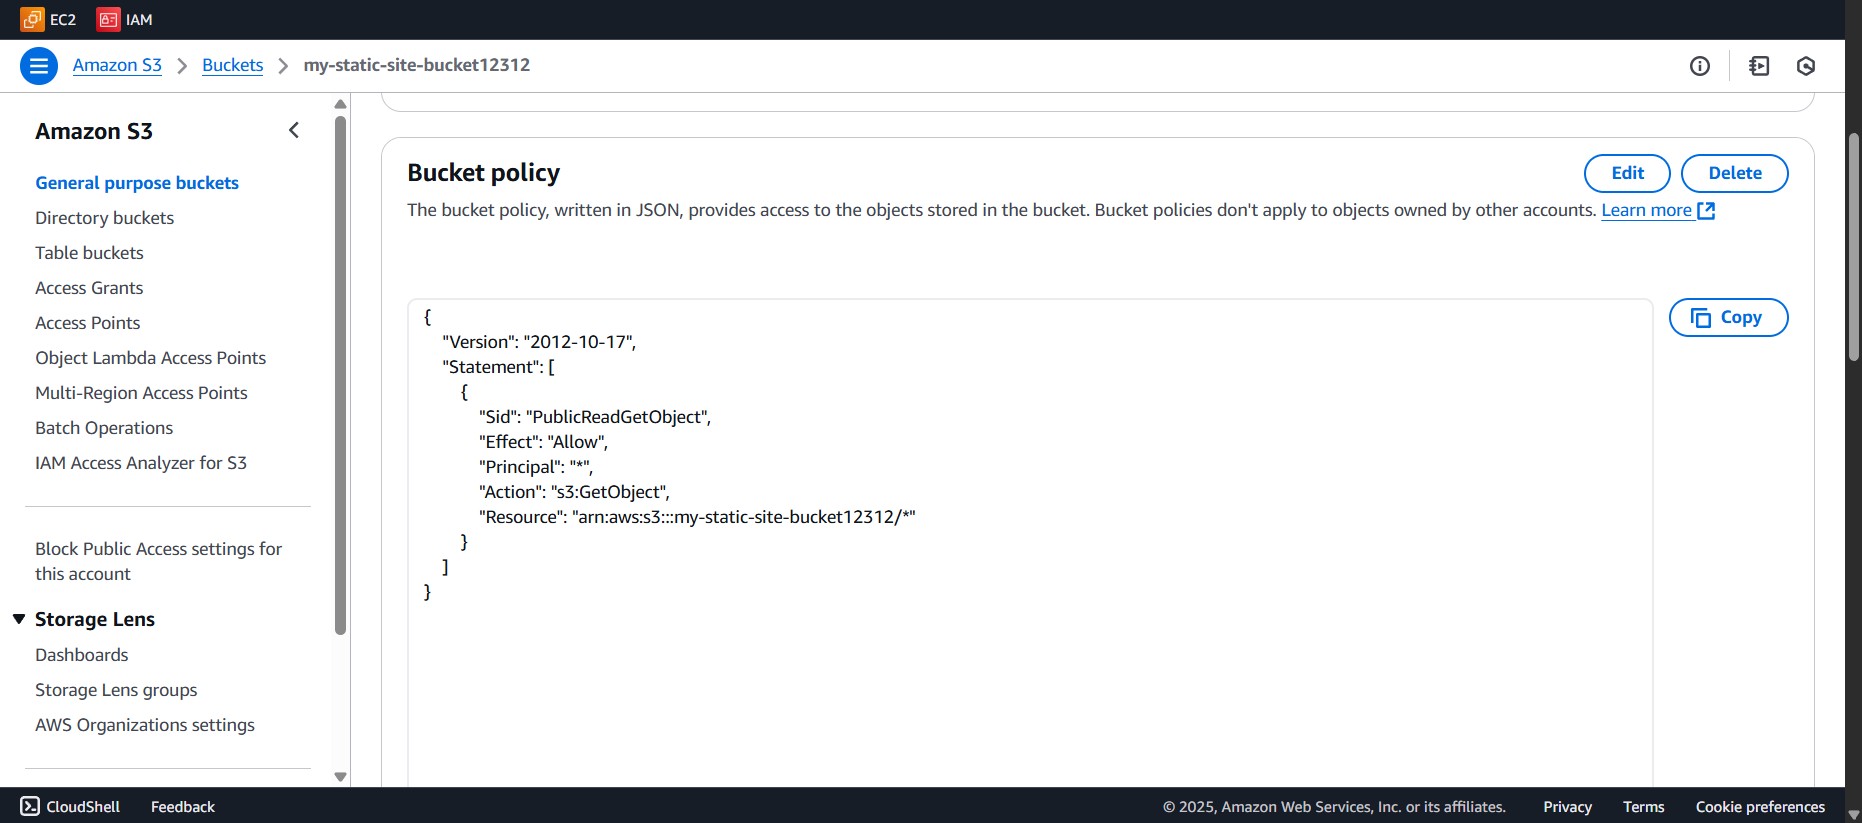 EC2 IAM
Amazon S3 > Buckets > my-static-site-bucket12312
Amazon S3
General purpose buckets
Directory buckets
Table buckets
Access Grants
Access Points
Object Lambda Access Points
Multi-Region Access Points
Batch Operations
IAM Access Analyzer for S3
Block Public Access settings for
this account
Storage Lens
Dashboards
Storage Lens groups
AWS Organizations settings
Bucket policy
Edit
Delete
The bucket policy, written in JSON, provides access to the objects stored in the bucket. Bucket policies don't apply to objects owned by other accounts. Learn more
Copy
{
    "Version": "2012-10-17",
    "Statement": [
        {
            "Sid": "PublicReadGetObject",
            "Effect": "Allow",
            "Principal": "*",
            "Action": "s3:GetObject",
            "Resource": "arn:aws:s3:::my-static-site-bucket12312/*"
        }
    ]
}
CloudShell Feedback © 2025, Amazon Web Services, Inc. or its affiliates. Privacy Terms Cookie preferences